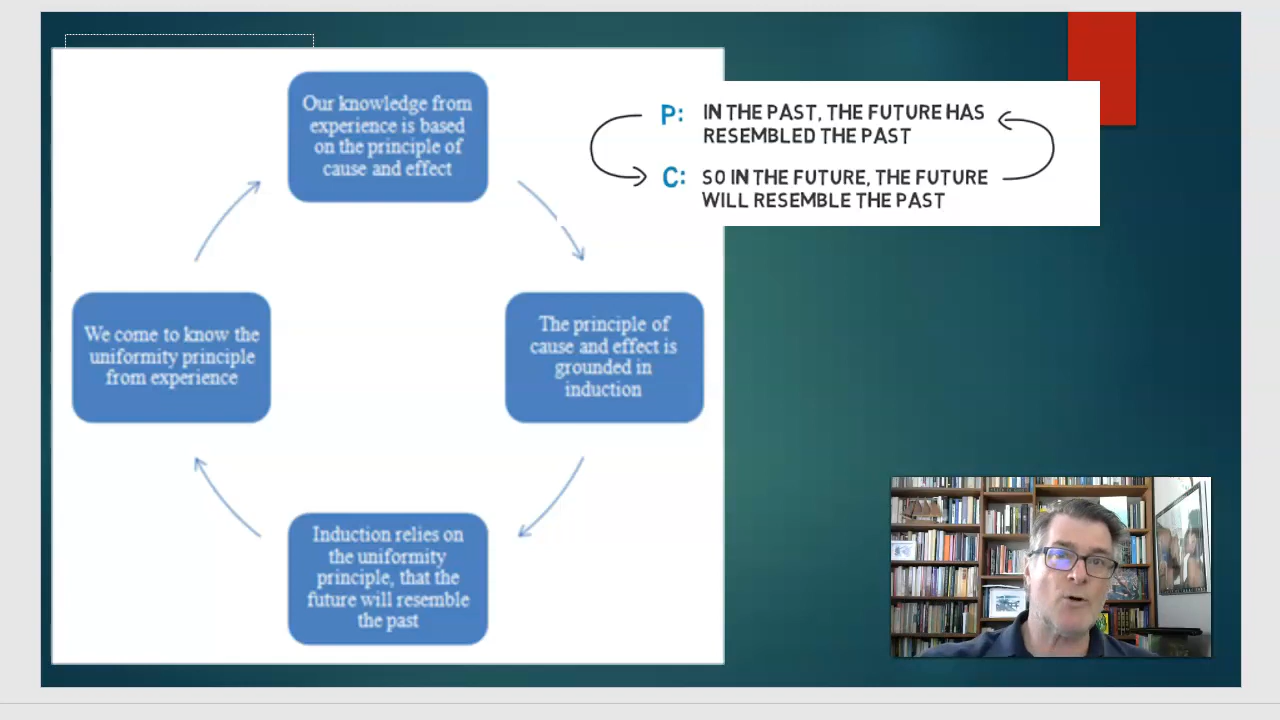 Our knowledge from
experience is based
on the principle of
cause and effect
P: IN THE PAST, THE FUTURE HAS
RESEMBLED THE PAST
C: SO IN THE FUTURE, THE FUTURE
WILL RESEMBLE THE PAST
We come to know the
uniformity principle
from experience
The principle of
cause and effect is
grounded in
induction
Induction relies on
the uniformity
principle, that the
future will resemble
the past